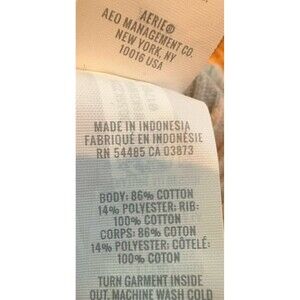 AERIE®
AEO MANAGEMENT CO.
NEW YORK, NY
10016 USA
MADE IN INDONESIA
FABRIQUÉ EN INDONÉSIE
RN 54485 CA 03873
BODY: 86% COTTON
14% POLYESTER; RIB:
100% COTTON
CORPS: 86% COTON
14% POLYESTER; CÔTELÉ:
100% COTON
TURN GARMENT INSIDE
OUT. MACHINE WASH COLD